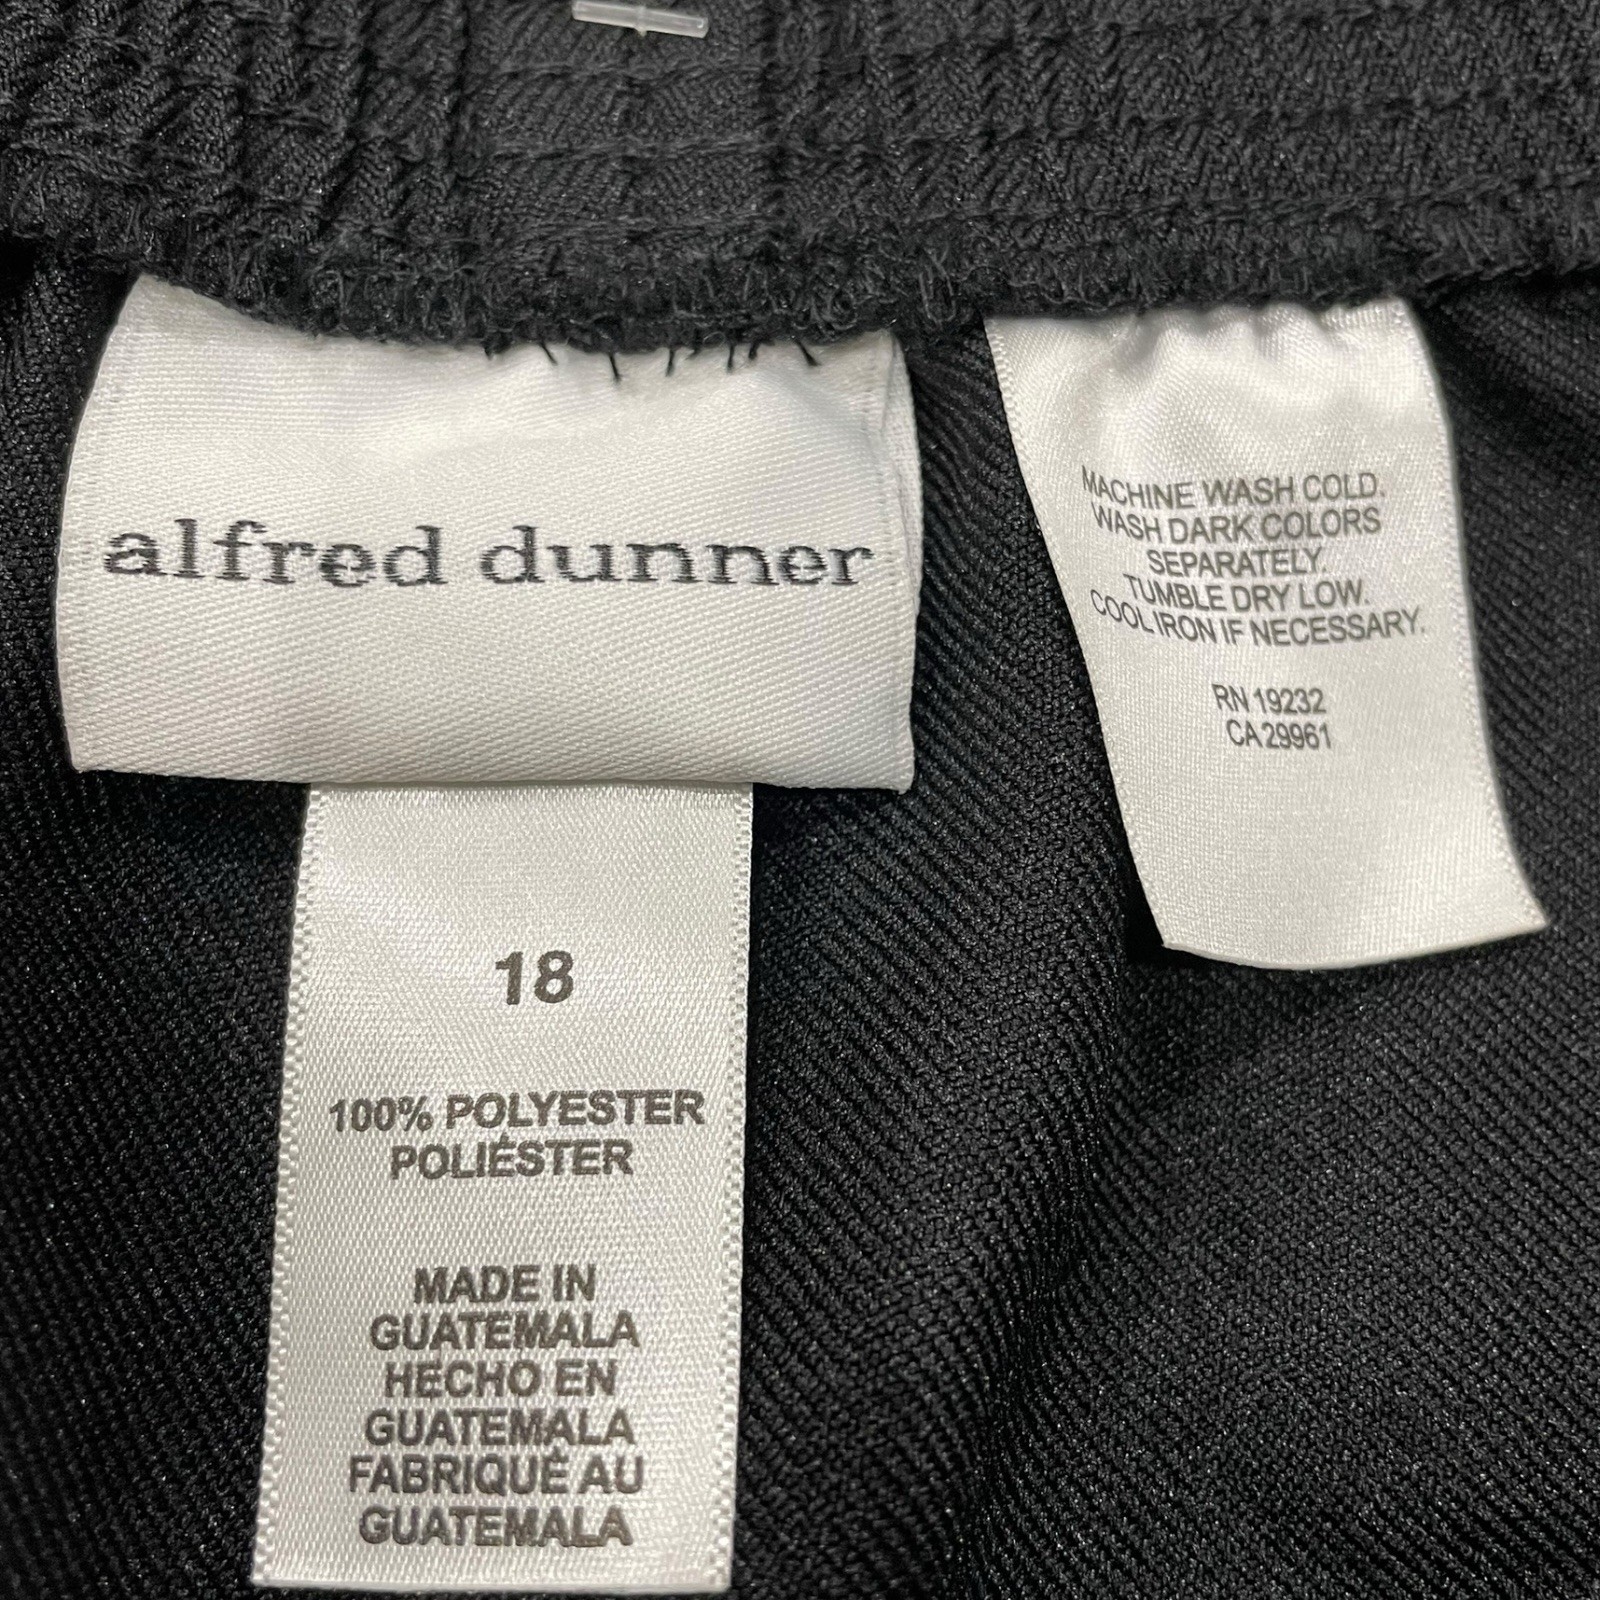 alfred dunner
18
100% POLYESTER
POLIÉSTER
MADE IN
GUATEMALA
HECHO EN
GUATEMALA
FABRIQUÉ AU
GUATEMALA
MACHINE WASH COLD.
WASH DARK COLORS
SEPARATELY.
TUMBLE DRY LOW.
COOL IRON IF NECESSARY.
RN 19232
CA 29961